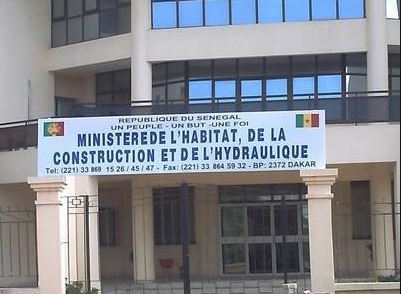 REPUBLIQUE DU SENEGAL
UN PEUPLE - UN BUT -UNE FOI
MINISTEREDE L'HABITAT, DE LA
CONSTRUCTION ET DE L'HYDRAULIQUE
Tel: (221) 33 869 15 26/45/47 - Fax: (221) 33 864 59 32 - BP: 2372 DAKAR